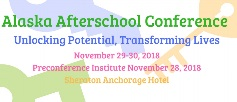 Alaska Afterschool Conference
Unlocking Potential, Transforming Lives
November 29-30, 2018
Preconference Institute November 28, 2018
Sheraton Anchorage Hotel